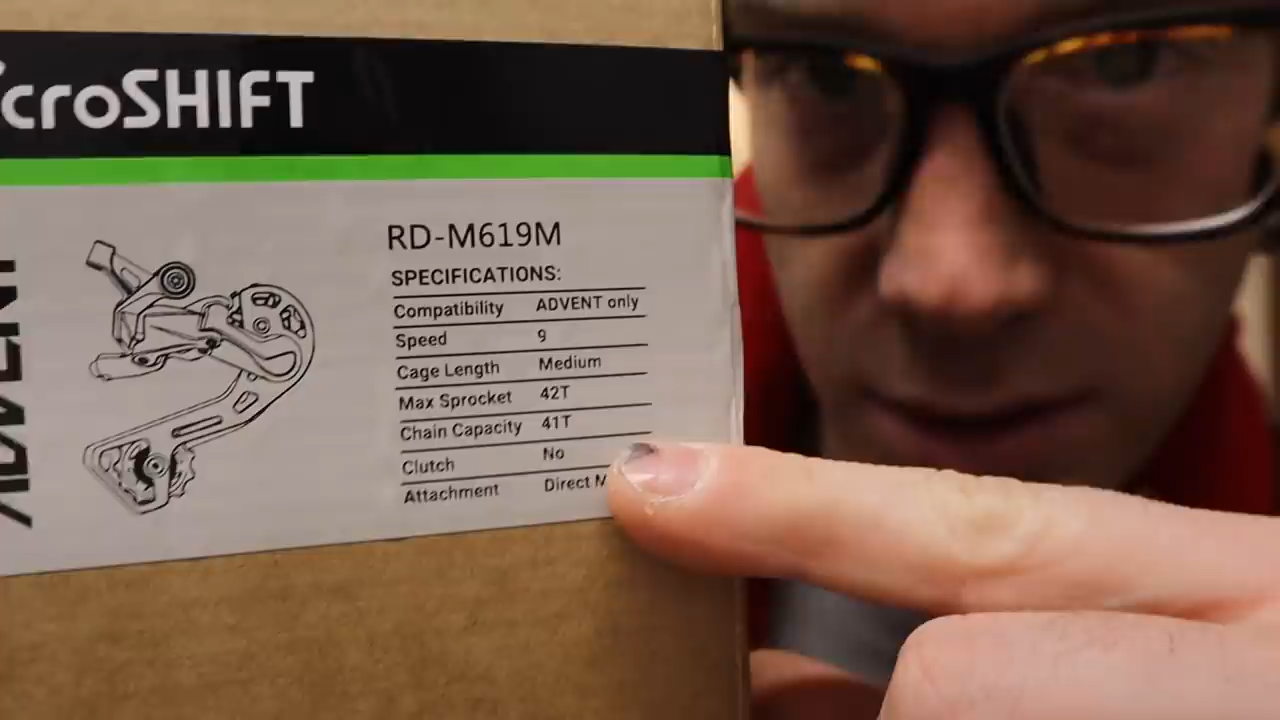 croSHIFT
ADVENT
RD-M619M
SPECIFICATIONS:
Compatibility ADVENT only
Speed 9
Cage Length Medium
Max Sprocket 42T
Chain Capacity 41T
Clutch No
Attachment Direct M